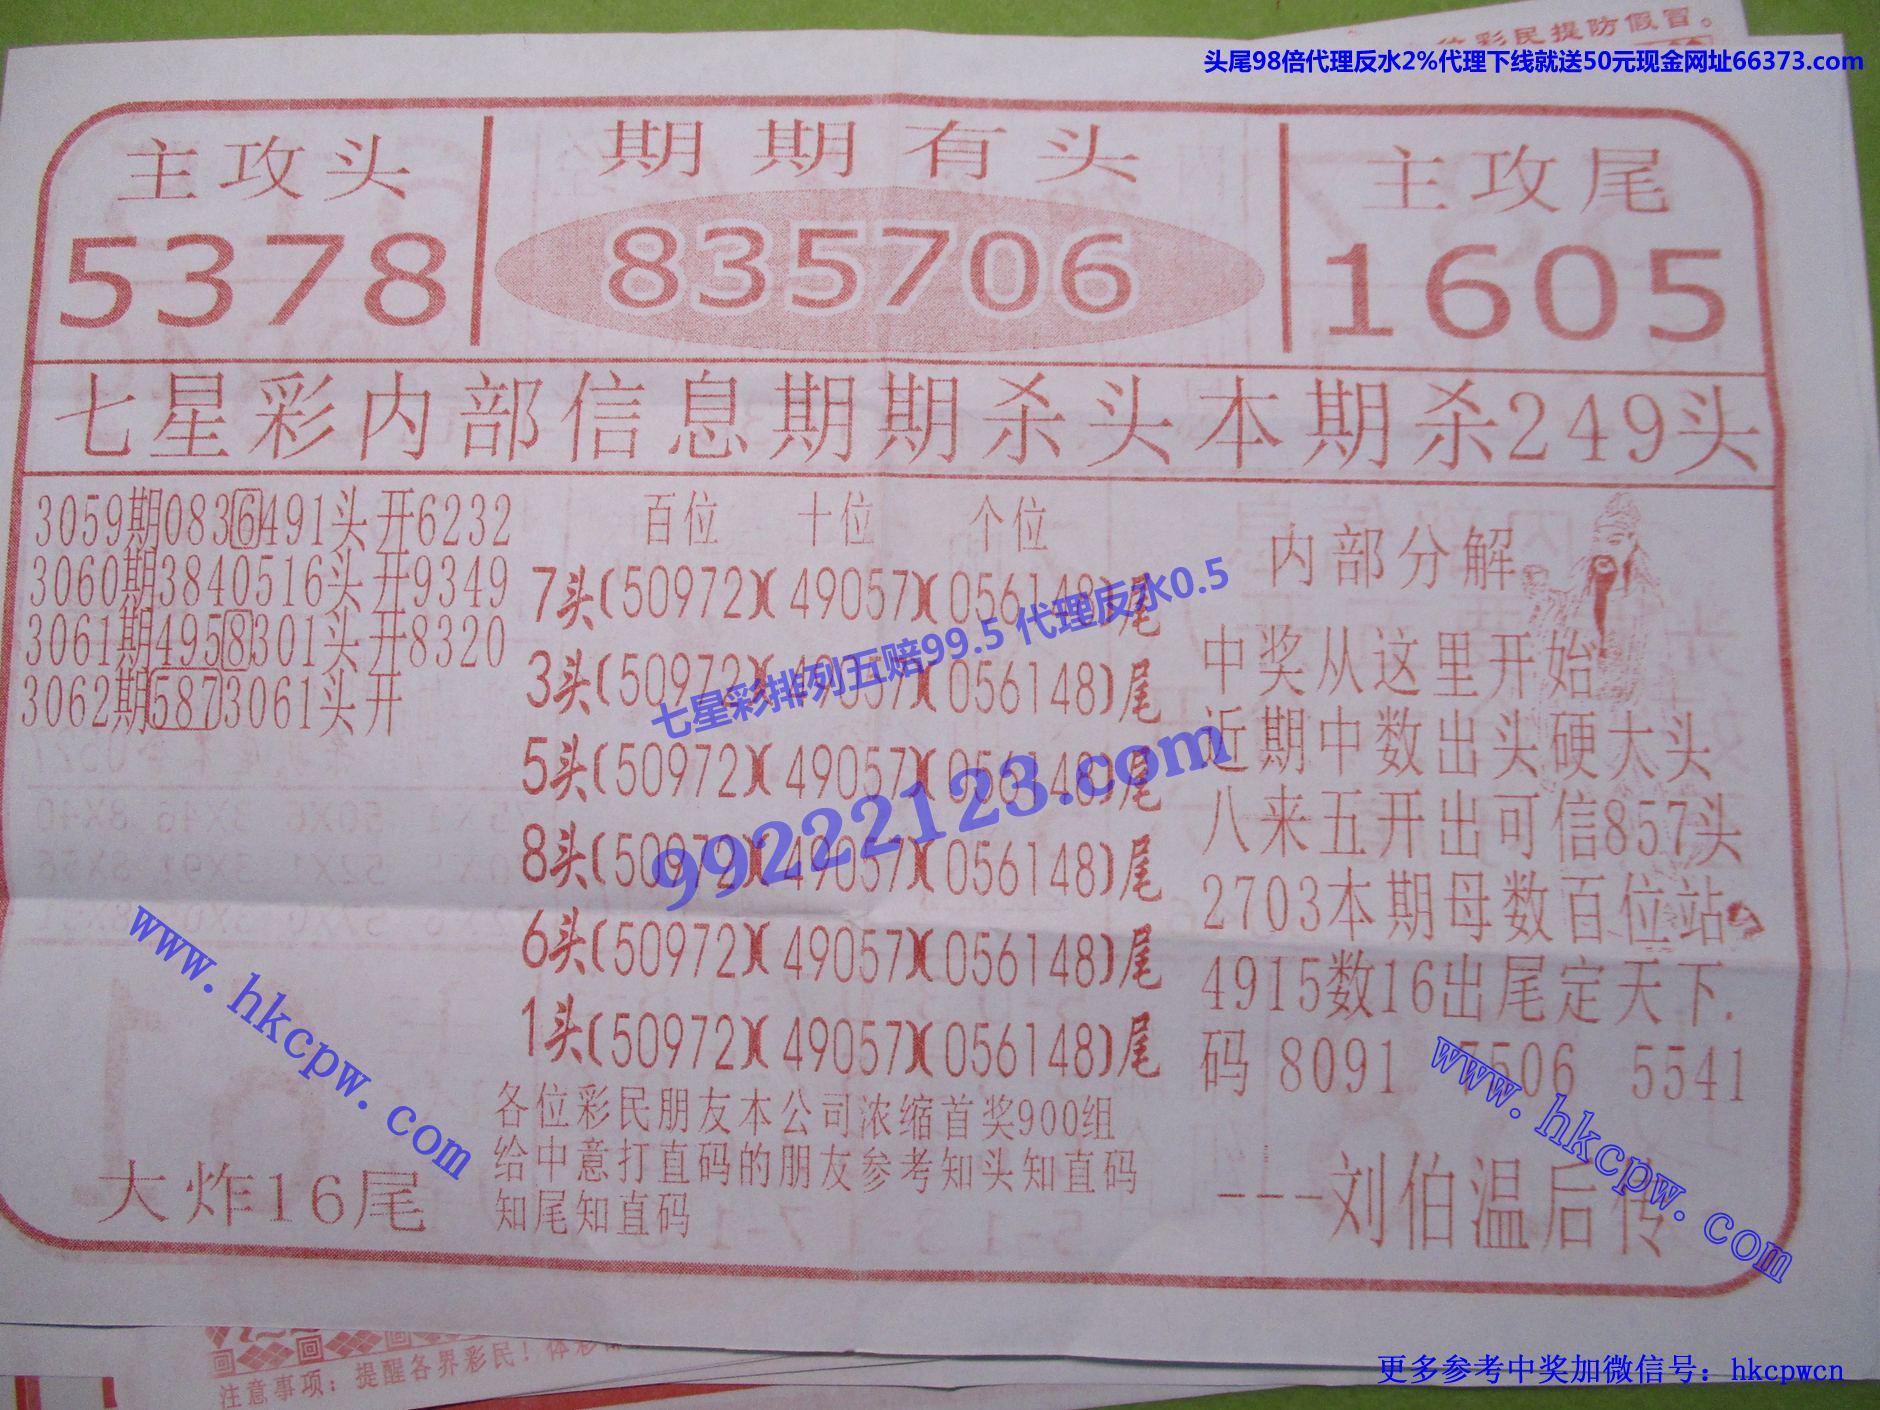 彩民提防假冒。
头尾98倍代理反水2%代理下线就送50元现金网址66373.com
主攻头
5378
期期有头
835706
主攻尾
1605
七星彩内部信息期期杀头本期杀249头
3059期0836491头开6232
3060期3840516头开9349
3061期4958301头开8320
3062期5873061头开
百位 十位 个位
7头(50972)(49057)(056148)尾
3头(50972)(49057)(056148)尾
5头(50972)(49057)(056148)尾
8头(50972)(49057)(056148)尾
6头(50972)(49057)(056148)尾
1头(50972)(49057)(056148)尾
七星彩排列五赔99.5 代理反水0.5
99222123.com
内部分解
中奖从这里开始
近期中数出头硬大头
八来五开出可信857头
2703本期母数百位站
4915数16出尾定天下.
码 8091 7506 5541
---刘伯温后传
www.hkcpw.com
www.hkcpw.com
大炸16尾
各位彩民朋友本公司浓缩首奖900组
给中意打直码的朋友参考知头知直码
知尾知直码
注意事项：提醒各界彩民！体彩
更多参考中奖加微信号：hkcpwcn